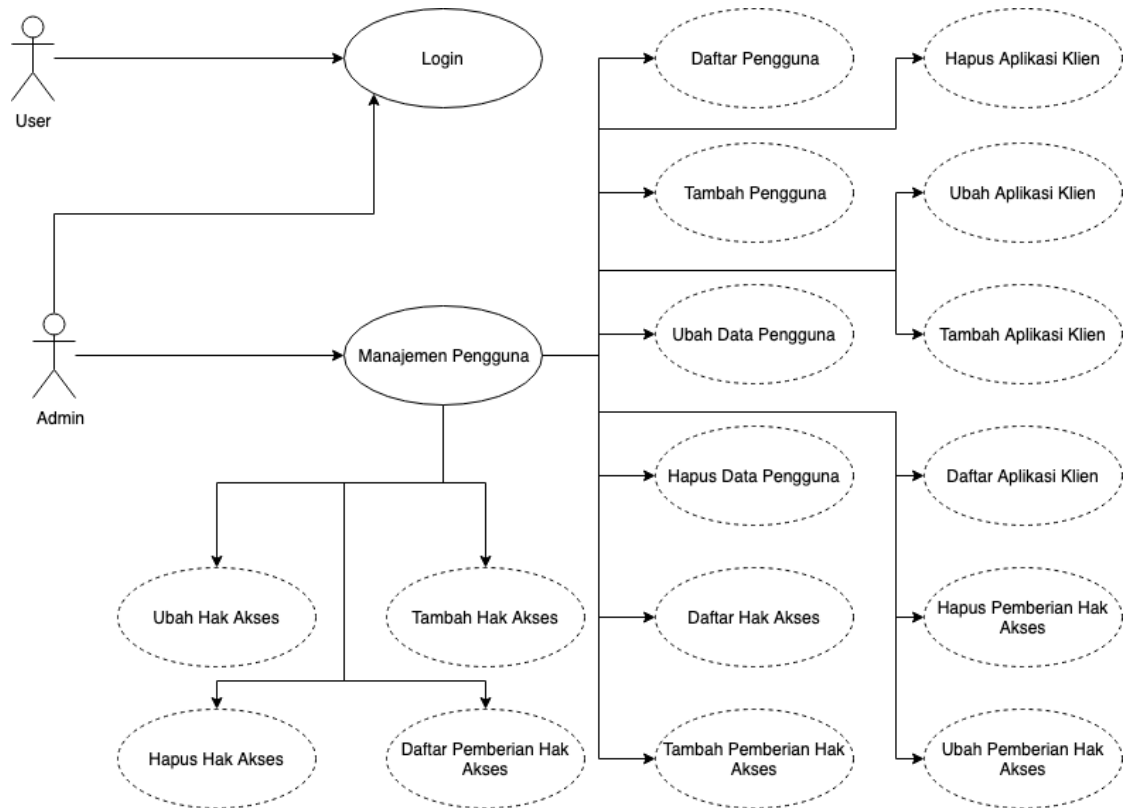 Login
Daftar Pengguna
Hapus Aplikasi Klien
User
Tambah Pengguna
Ubah Aplikasi Klien
Ubah Data Pengguna
Tambah Aplikasi Klien
Manajemen Pengguna
Admin
Hapus Data Pengguna
Daftar Aplikasi Klien
Ubah Hak Akses
Tambah Hak Akses
Daftar Hak Akses
Hapus Pemberian Hak
Akses
Hapus Hak Akses
Daftar Pemberian Hak
Akses
Tambah Pemberian Hak
Akses
Ubah Pemberian Hak
Akses